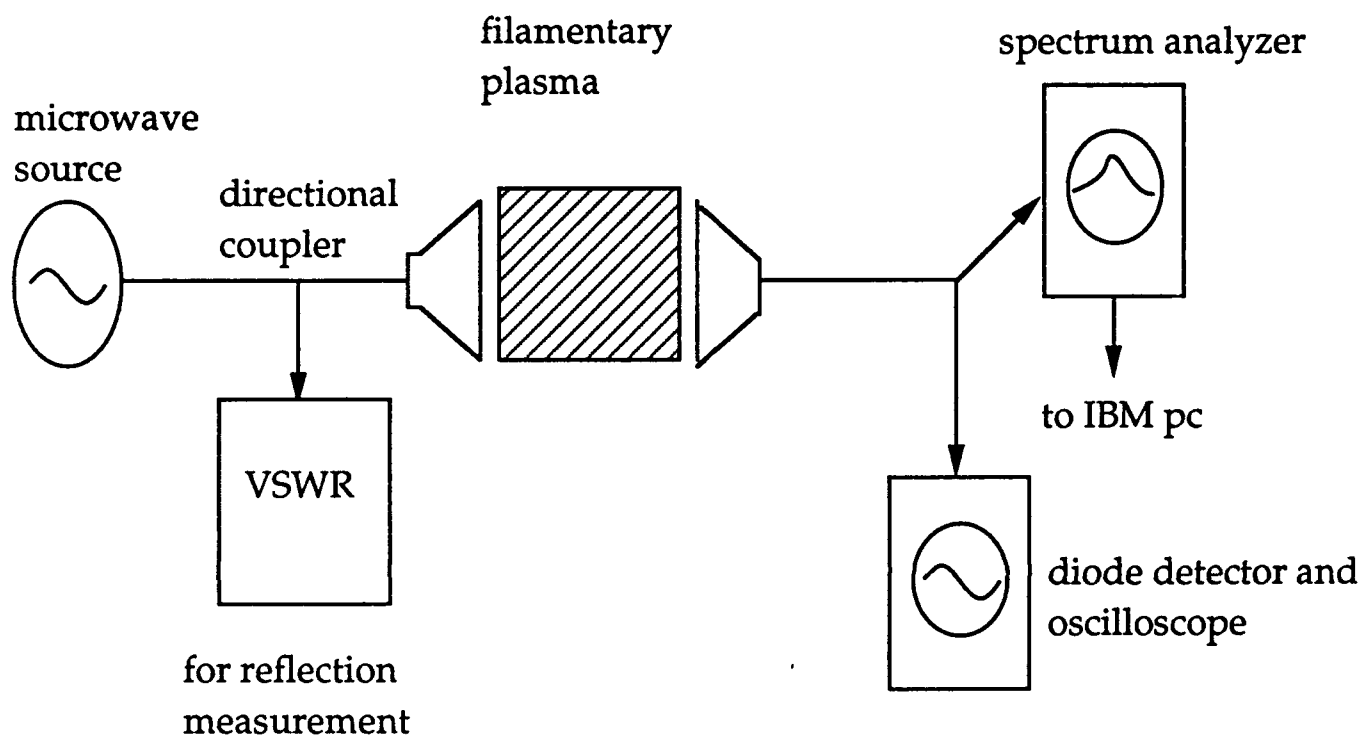 filamentary
plasma
spectrum analyzer
microwave
source
directional
coupler
to IBM pc
VSWR
diode detector and
oscilloscope
for reflection
measurement